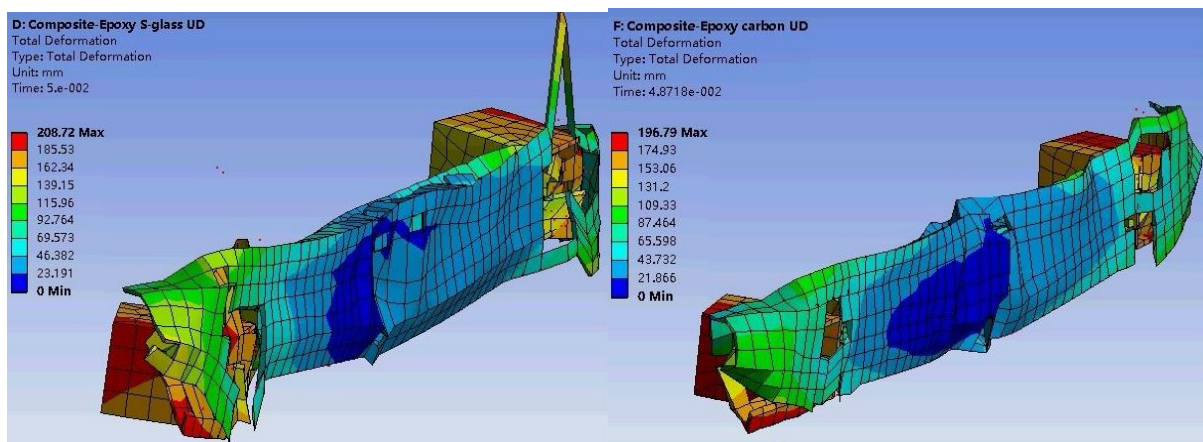 D: Composite-Epoxy S-glass UD
Total Deformation
Type: Total Deformation
Unit: mm
Time: 5.e-002
208.72 Max
185.53
162.34
139.15
115.96
92.764
69.573
46.382
23.191
0 Min
F: Composite-Epoxy carbon UD
Total Deformation
Type: Total Deformation
Unit: mm
Time: 4.8718e-002
196.79 Max
174.93
153.06
131.2
109.33
87.464
65.598
43.732
21.866
0 Min